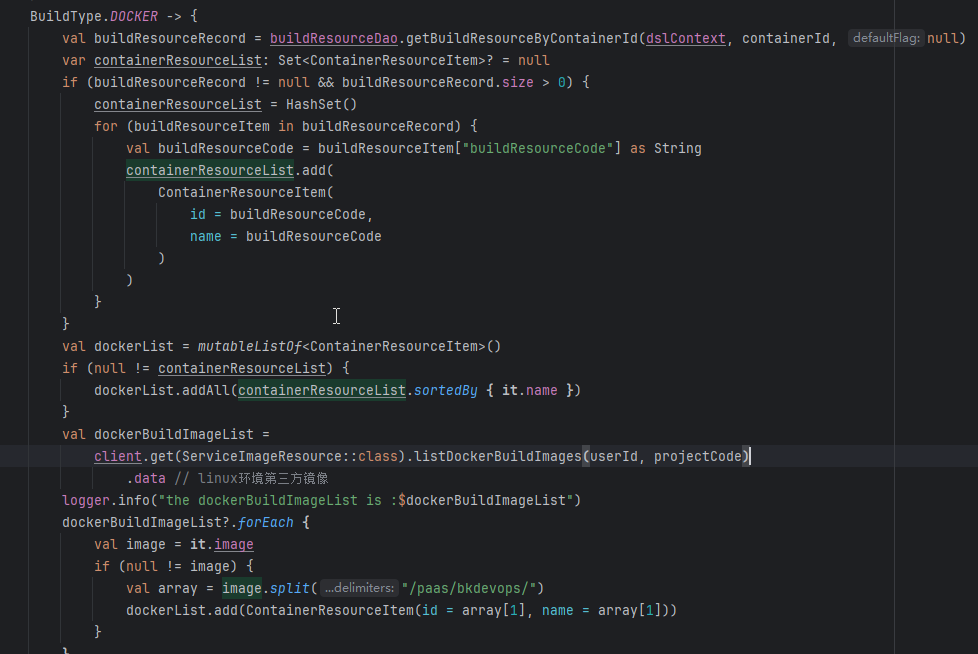 BuildType.DOCKER -> {
    val buildResourceRecord = buildResourceDao.getBuildResourceByContainerId(dslContext, containerId, defaultFlag: null)
    var containerResourceList: Set<ContainerResourceItem>? = null
    if (buildResourceRecord != null && buildResourceRecord.size > 0) {
        containerResourceList = HashSet()
        for (buildResourceItem in buildResourceRecord) {
            val buildResourceCode = buildResourceItem["buildResourceCode"] as String
            containerResourceList.add(
                ContainerResourceItem(
                    id = buildResourceCode,
                    name = buildResourceCode
                )
            )
        }
    }
    val dockerList = mutableListOf<ContainerResourceItem>()
    if (null != containerResourceList) {
        dockerList.addAll(containerResourceList.sortedBy { it.name })
    }
    val dockerBuildImageList =
        client.get(ServiceImageResource::class).listDockerBuildImages(userId, projectCode)
            .data // linux环境第三方镜像
    logger.info("the dockerBuildImageList is :$dockerBuildImageList")
    dockerBuildImageList?.forEach {
        val image = it.image
        if (null != image) {
            val array = image.split( ...delimiters: "/paas/bkdevops/")
            dockerList.add(ContainerResourceItem(id = array[1], name = array[1]))
        }
    }